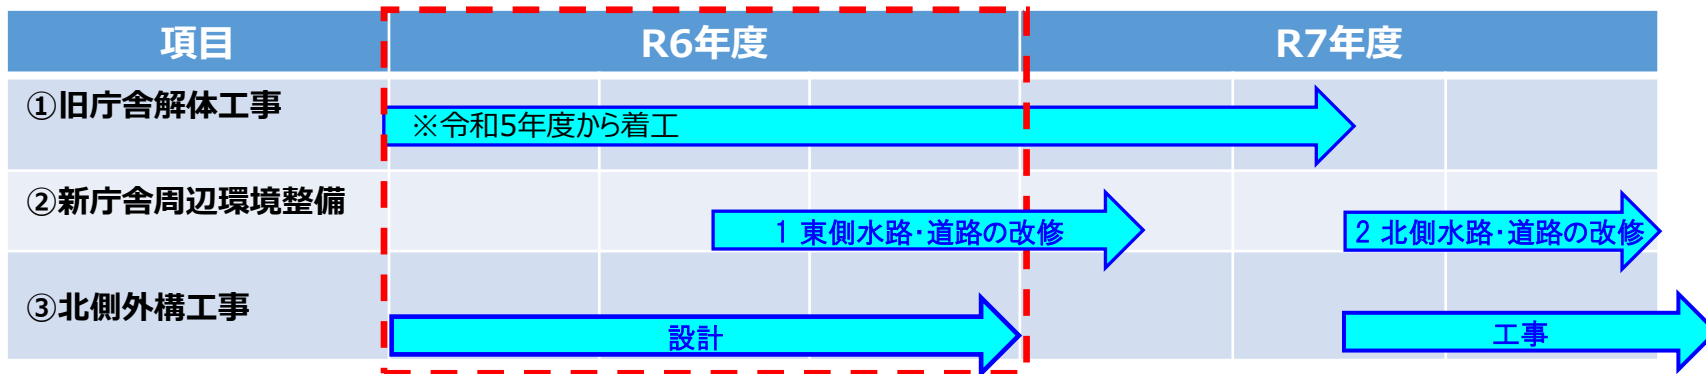 項目 R6年度 R7年度
①旧庁舎解体工事
※令和5年度から着工
②新庁舎周辺環境整備
1 東側水路・道路の改修 2 北側水路・道路の改修
③北側外構工事
設計 工事